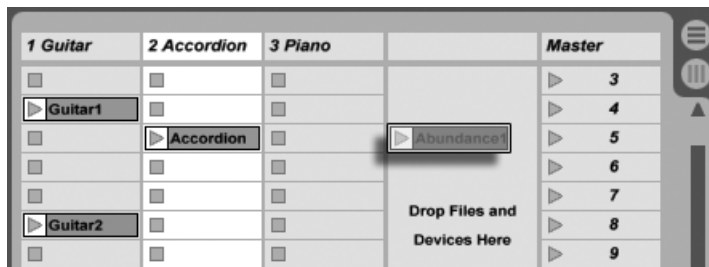 1 Guitar 2 Accordion 3 Piano Master
3
Guitar1 4
Accordion Abundance1 5
6
7
Guitar2 8
Drop Files and
Devices Here
9